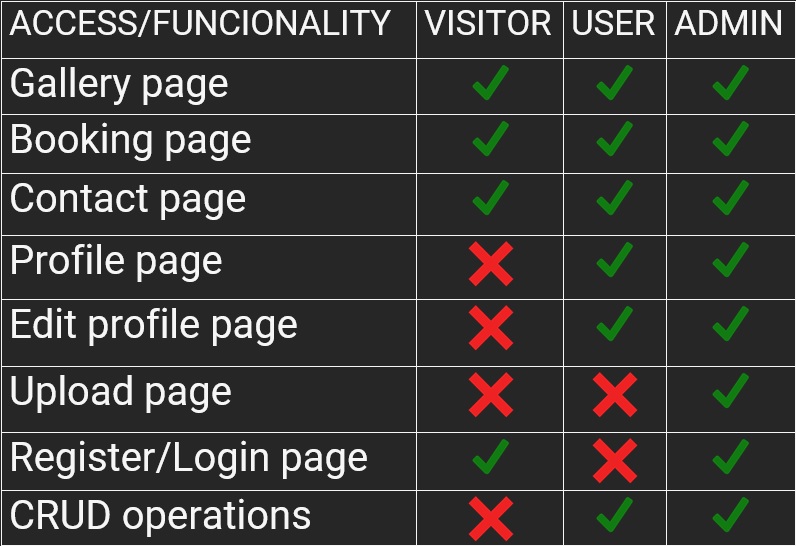 ACCESS/FUNCIONALITY VISITOR USER ADMIN
Gallery page
Booking page
Contact page
Profile page
Edit profile page
Upload page
Register/Login page
CRUD operations